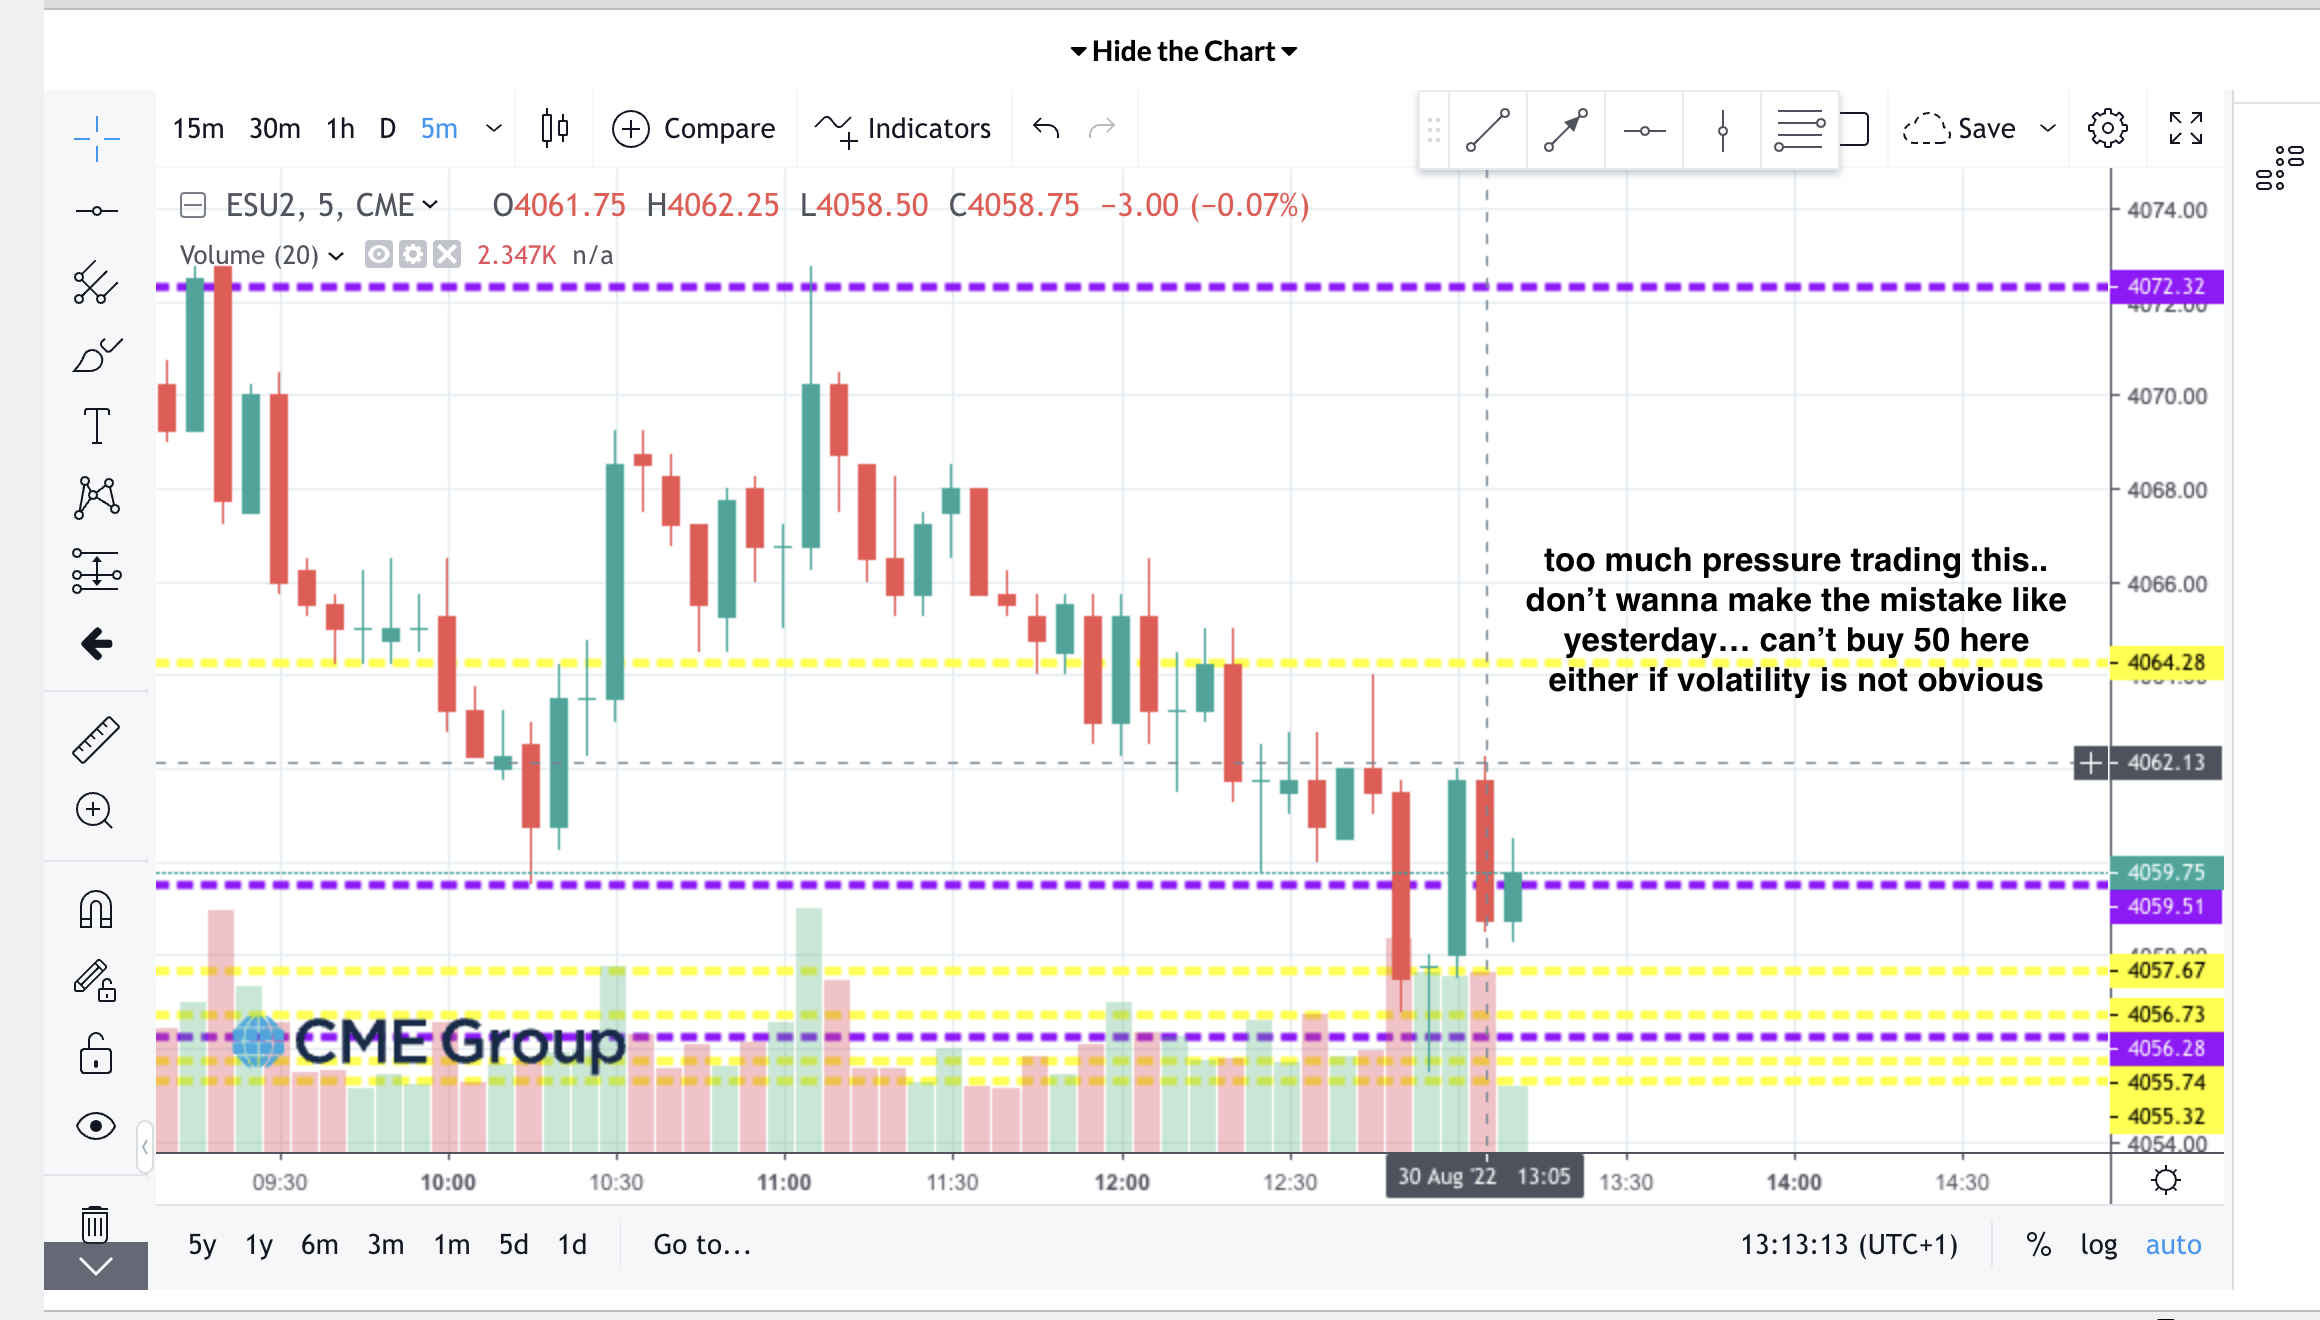 Hide the Chart
15m 30m 1h D 5m Compare Indicators Save
ESU2, 5, CME O4061.75 H4062.25 L4058.50 C4058.75 −3.00 (−0.07%)
Volume (20) 2.347K n/a
4074.00
4072.32
4072.00
4070.00
4068.00
too much pressure trading this..
don’t wanna make the mistake like
yesterday... can’t buy 50 here
either if volatility is not obvious
4066.00
4064.28
4062.13
4059.75
4059.51
4058.00
4057.67
4056.73
4056.28
4055.74
4055.32
4054.00
CME Group
09:30 10:00 10:30 11:00 11:30 12:00 12:30 30 Aug '22 13:05 13:30 14:00 14:30
5y 1y 6m 3m 1m 5d 1d Go to... 13:13:13 (UTC+1) % log auto